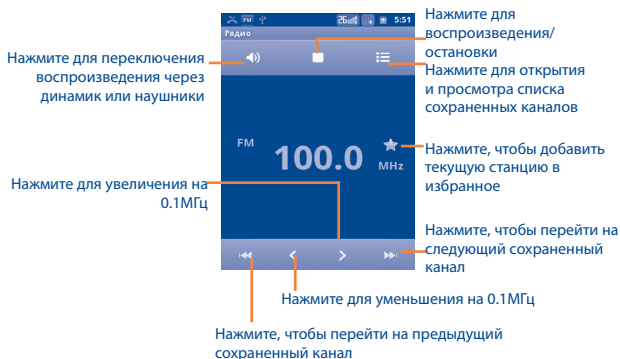 Нажмите для
воспроизведения/
остановки
FM
5:51
Радио
Нажмите для переключения
воспроизведения через
динамик или наушники
Нажмите для открытия
и просмотра списка
сохраненных каналов
FM
100.0
MHz
Нажмите, чтобы добавить
текущую станцию в
избранное
Нажмите для увеличения на
0.1МГц
Нажмите, чтобы перейти на
следующий сохраненный
канал
Нажмите для уменьшения на 0.1МГц
Нажмите, чтобы перейти на предыдущий
сохраненный канал